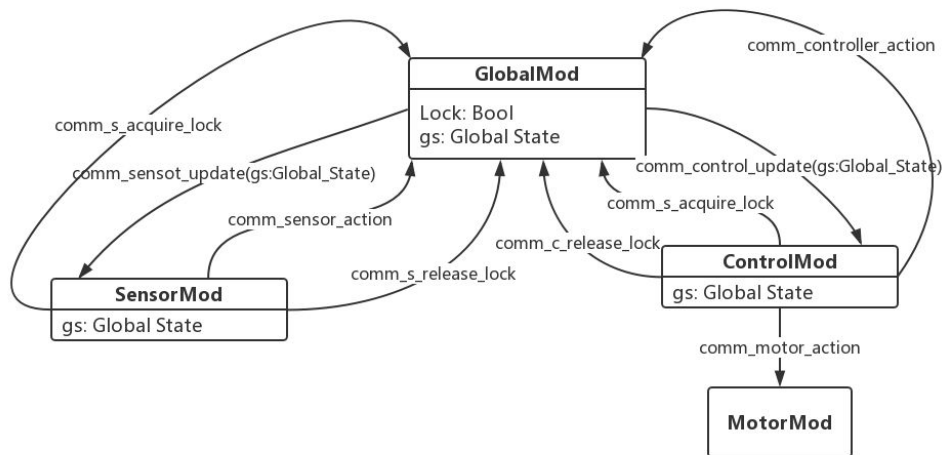 comm_controller_action
GlobalMod
Lock: Bool
gs: Global State
comm_s_acquire_lock
comm_sensot_update(gs:Global_State)
comm_control_update(gs:Global_State)
comm_sensor_action
comm_s_acquire_lock
comm_c_release_lock
comm_s_release_lock
ControlMod
gs: Global State
SensorMod
gs: Global State
comm_motor_action
MotorMod